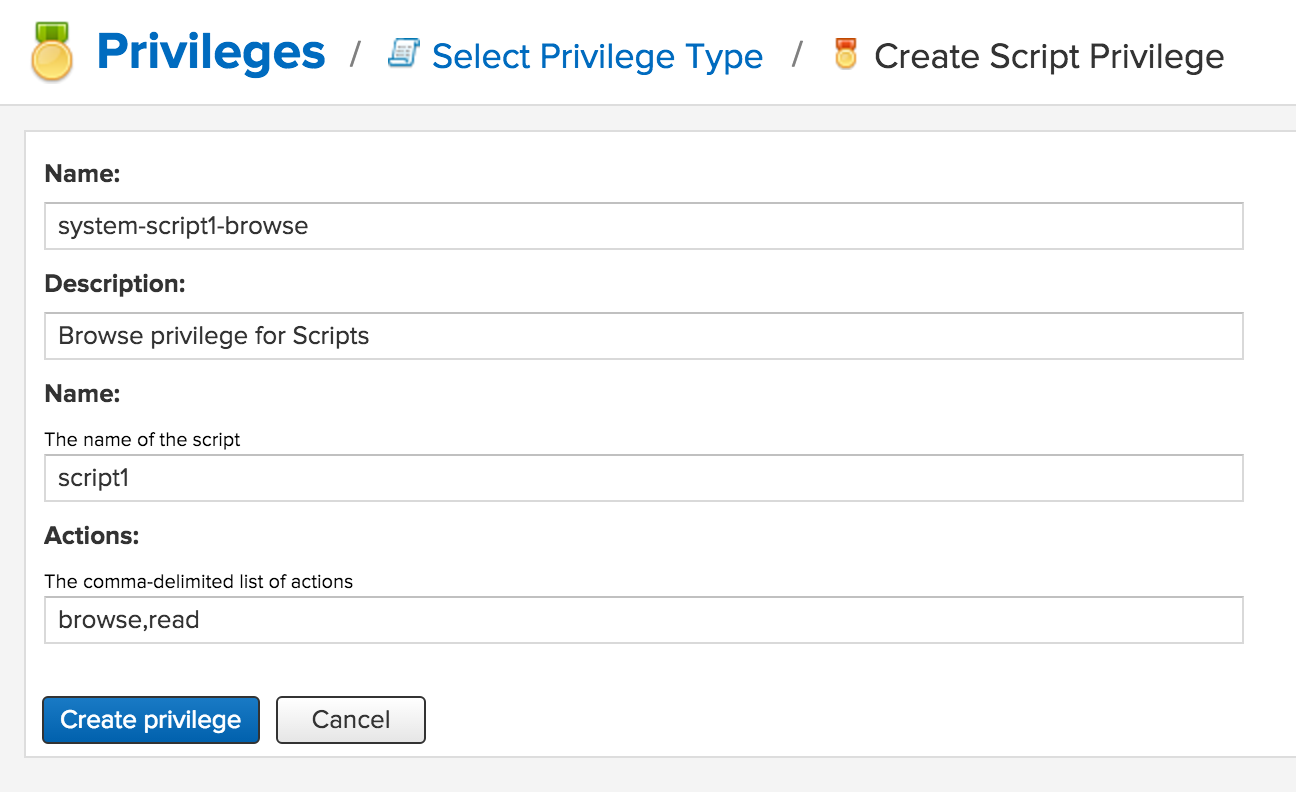 Privileges / Select Privilege Type / Create Script Privilege
Name:
system-script1-browse
Description:
Browse privilege for Scripts
Name:
The name of the script
script1
Actions:
The comma-delimited list of actions
browse,read
Create privilege Cancel